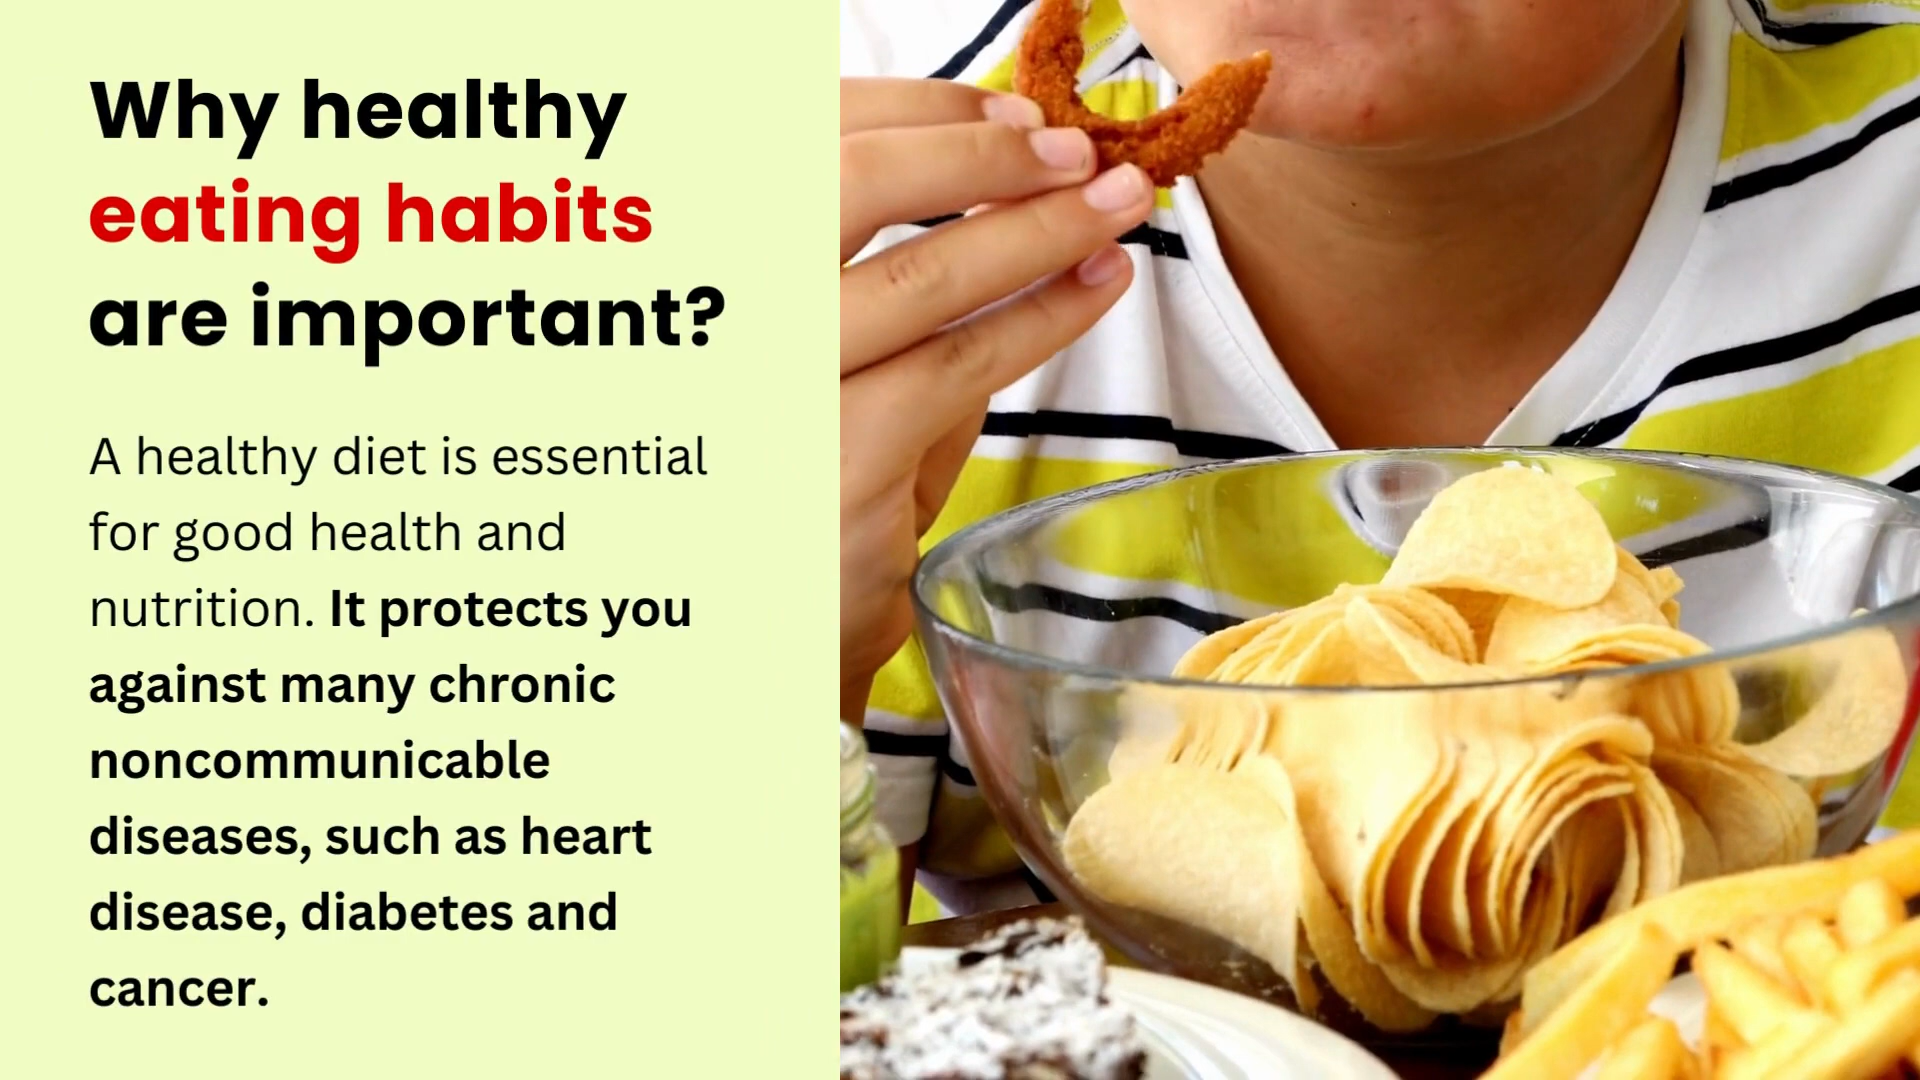 Why healthy
eating habits
are important?
A healthy diet is essential
for good health and
nutrition. It protects you
against many chronic
noncommunicable
diseases, such as heart
disease, diabetes and
cancer.